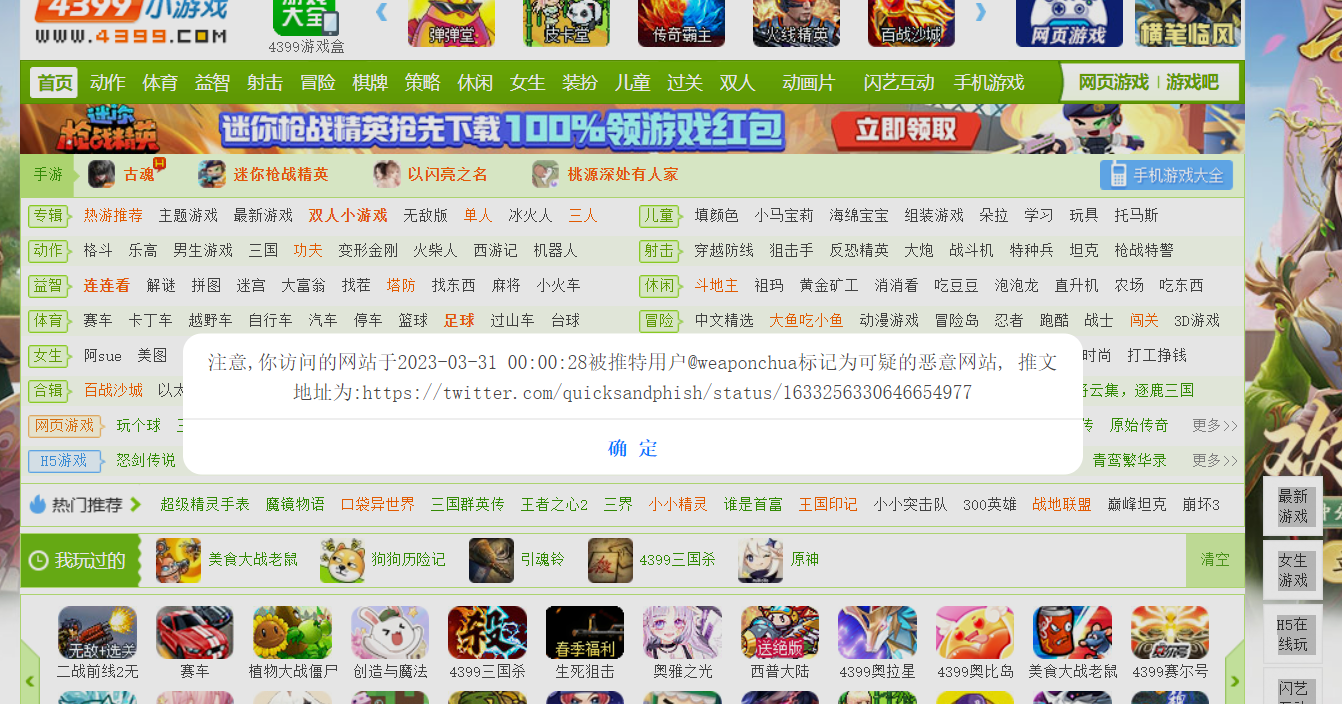 4399小游戏
www.4399.com
大全
4399游戏盒
弹弹堂
皮卡堂
传奇霸主
火线精英
百战沙城
网页游戏
横笔临风
首页 动作 体育 益智 射击 冒险 棋牌 策略 休闲 女生 装扮 儿童 过关 双人 动画片 闪艺互动 手机游戏 网页游戏 游戏吧
迷你枪战精英 迷你枪战精英抢先下载100%领游戏红包 立即领取
手游 古魂 H 迷你枪战精英 以闪亮之名 桃源深处有人家 手机游戏大全
专辑 热游推荐 主题游戏 最新游戏 双人小游戏 无敌版 单人 冰火人 三人
儿童 填颜色 小马宝莉 海绵宝宝 组装游戏 朵拉 学习 玩具 托马斯
动作 格斗 乐高 男生游戏 三国 功夫 变形金刚 火柴人 西游记 机器人
射击 穿越防线 狙击手 反恐精英 大炮 战斗机 特种兵 坦克 枪战特警
益智 连连看 解谜 拼图 迷宫 大富翁 找茬 塔防 找东西 麻将 小火车
休闲 斗地主 祖玛 黄金矿工 消消看 吃豆豆 泡泡龙 直升机 农场 吃东西
体育 赛车 卡丁车 越野车 自行车 汽车 停车 篮球 足球 过山车 台球
冒险 中文精选 大鱼吃小鱼 动漫游戏 冒险岛 忍者 跑酷 战士 闯关 3D游戏
女生 阿sue 美图
时尚 打工挣钱
合辑 百战沙城 以太
云集，逐鹿三国
网页游戏 玩个球
传 原始传奇 更多>>
H5游戏 怒剑传说
青鸾繁华录 更多>>
注意,你访问的网站于2023-03-31 00:00:28被推特用户@weaponchua标记为可疑的恶意网站, 推文
地址为:https://twitter.com/quicksandphish/status/1633256330646654977
确 定
热门推荐 超级精灵手表 魔镜物语 口袋异世界 三国群英传 王者之心2 三界 小小精灵 谁是首富 王国印记 小小突击队 300英雄 战地联盟 巅峰坦克 崩坏3
我玩过的 美食大战老鼠 狗狗历险记 引魂铃 4399三国杀 原神 清空
无敌+选关
春季福利
送绝版
赛尔号
二战前线2无 赛车 植物大战僵尸 创造与魔法 4399三国杀 生死狙击 奥雅之光 西普大陆 4399奥拉星 4399奥比岛 美食大战老鼠 4399赛尔号
最新
游戏
女生
游戏
H5在
线玩
闪艺